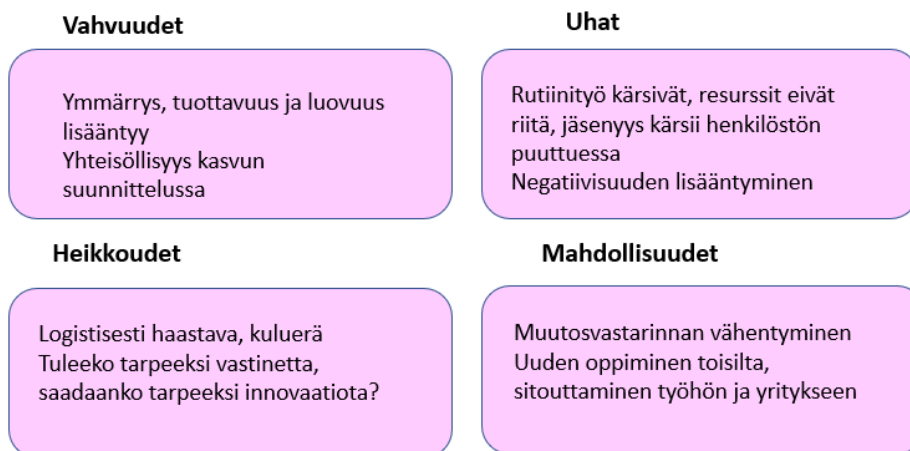 Vahvuudet
Ymmärrys, tuottavuus ja luovuus
lisääntyy
Yhteisöllisyys kasvun
suunnittelussa
Uhat
Rutiinityö kärsivät, resurssit eivät
riitä, jäsenyys kärsii henkilöstön
puuttuessa
Negatiivisuuden lisääntyminen
Heikkoudet
Logistisesti haastava, kuluerä
Tuleeko tarpeeksi vastinetta,
saadaanko tarpeeksi innovaatiota?
Mahdollisuudet
Muutosvastarinnan vähentyminen
Uuden oppiminen toisilta,
sitouttaminen työhön ja yritykseen